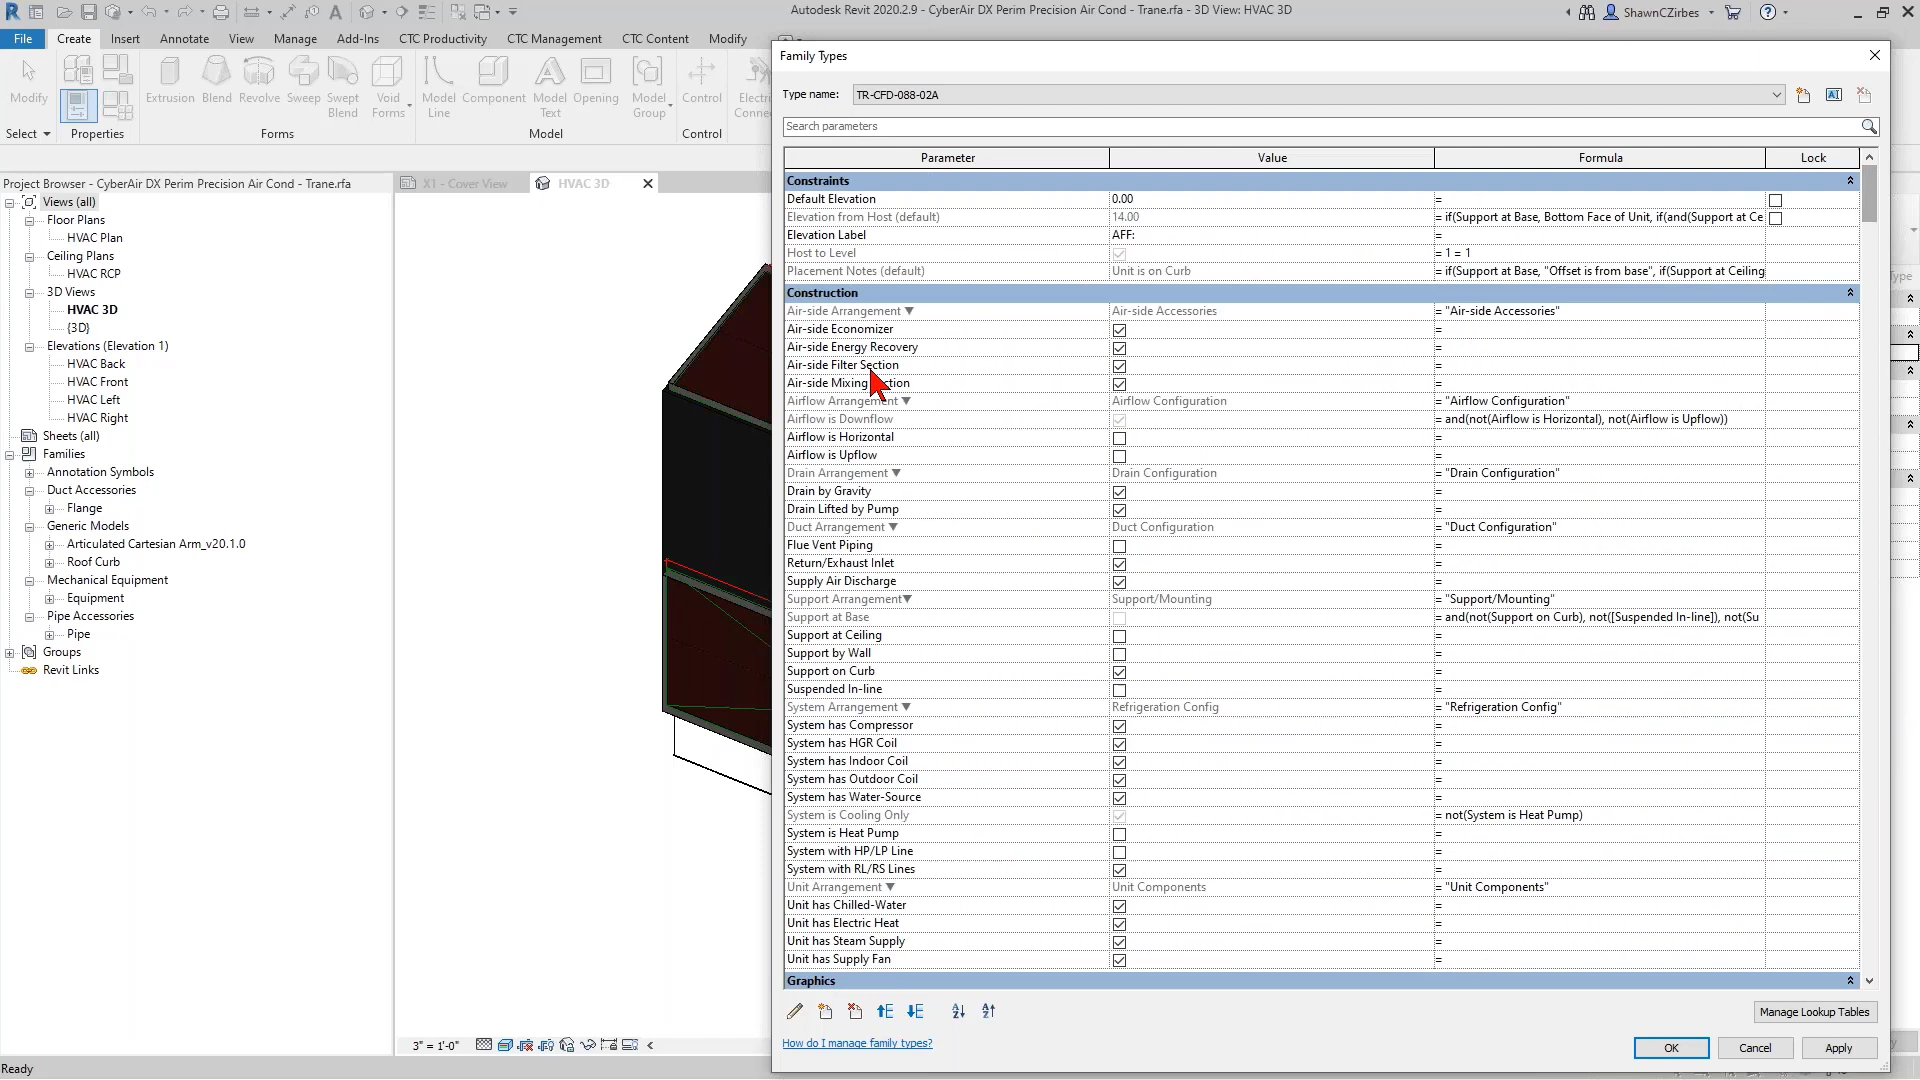 Autodesk Revit 2020.2.9 - CyberAir DX Perim Precision Air Cond - Trane.rfa - 3D View: HVAC 3D
ShawnCZirbes
File Create Insert Annotate View Manage Add-Ins CTC Productivity CTC Management CTC Content Modify
Modify
Extrusion Blend Revolve Sweep Swept Blend Void Forms
Model Line Component Model Text Opening Model Group Control
Select Properties Forms Model Control
Project Browser - CyberAir DX Perim Precision Air Cond - Trane.rfa
X1 - Cover View
HVAC 3D
Views (all)
Floor Plans
HVAC Plan
Ceiling Plans
HVAC RCP
3D Views
HVAC 3D
{3D}
Elevations (Elevation 1)
HVAC Back
HVAC Front
HVAC Left
HVAC Right
Sheets (all)
Families
Annotation Symbols
Duct Accessories
Flange
Generic Models
Articulated Cartesian Arm_v20.1.0
Roof Curb
Mechanical Equipment
Equipment
Pipe Accessories
Pipe
Groups
Revit Links
3" = 1'-0"
Ready
Family Types
Type name: TR-CFD-088-02A
Search parameters
Parameter Value Formula Lock
Constraints
Default Elevation 0.00 =
Elevation from Host (default) 14.00 = if(Support at Base, Bottom Face of Unit, if(and(Support at Ce
Elevation Label AFF: =
Host to Level = 1 = 1
Placement Notes (default) Unit is on Curb = if(Support at Base, "Offset is from base", if(Support at Ceiling
Construction
Air-side Arrangement ▼ Air-side Accessories = "Air-side Accessories"
Air-side Economizer =
Air-side Energy Recovery =
Air-side Filter Section =
Air-side Mixing =
Airflow Arrangement ▼ Airflow Configuration = "Airflow Configuration"
Airflow is Downflow = and(not(Airflow is Horizontal), not(Airflow is Upflow))
Airflow is Horizontal =
Airflow is Upflow =
Drain Arrangement ▼ Drain Configuration = "Drain Configuration"
Drain by Gravity =
Drain Lifted by Pump =
Duct Arrangement ▼ Duct Configuration = "Duct Configuration"
Flue Vent Piping =
Return/Exhaust Inlet =
Supply Air Discharge =
Support Arrangement▼ Support/Mounting = "Support/Mounting"
Support at Base = and(not(Support on Curb), not([Suspended In-line]), not(Su
Support at Ceiling =
Support by Wall =
Support on Curb =
Suspended In-line =
System Arrangement ▼ Refrigeration Config = "Refrigeration Config"
System has Compressor =
System has HGR Coil =
System has Indoor Coil =
System has Outdoor Coil =
System has Water-Source =
System is Cooling Only = not(System is Heat Pump)
System is Heat Pump =
System with HP/LP Line =
System with RL/RS Lines =
Unit Arrangement ▼ Unit Components = "Unit Components"
Unit has Chilled-Water =
Unit has Electric Heat =
Unit has Steam Supply =
Unit has Supply Fan =
Graphics
Manage Lookup Tables
How do I manage family types?
OK Cancel Apply